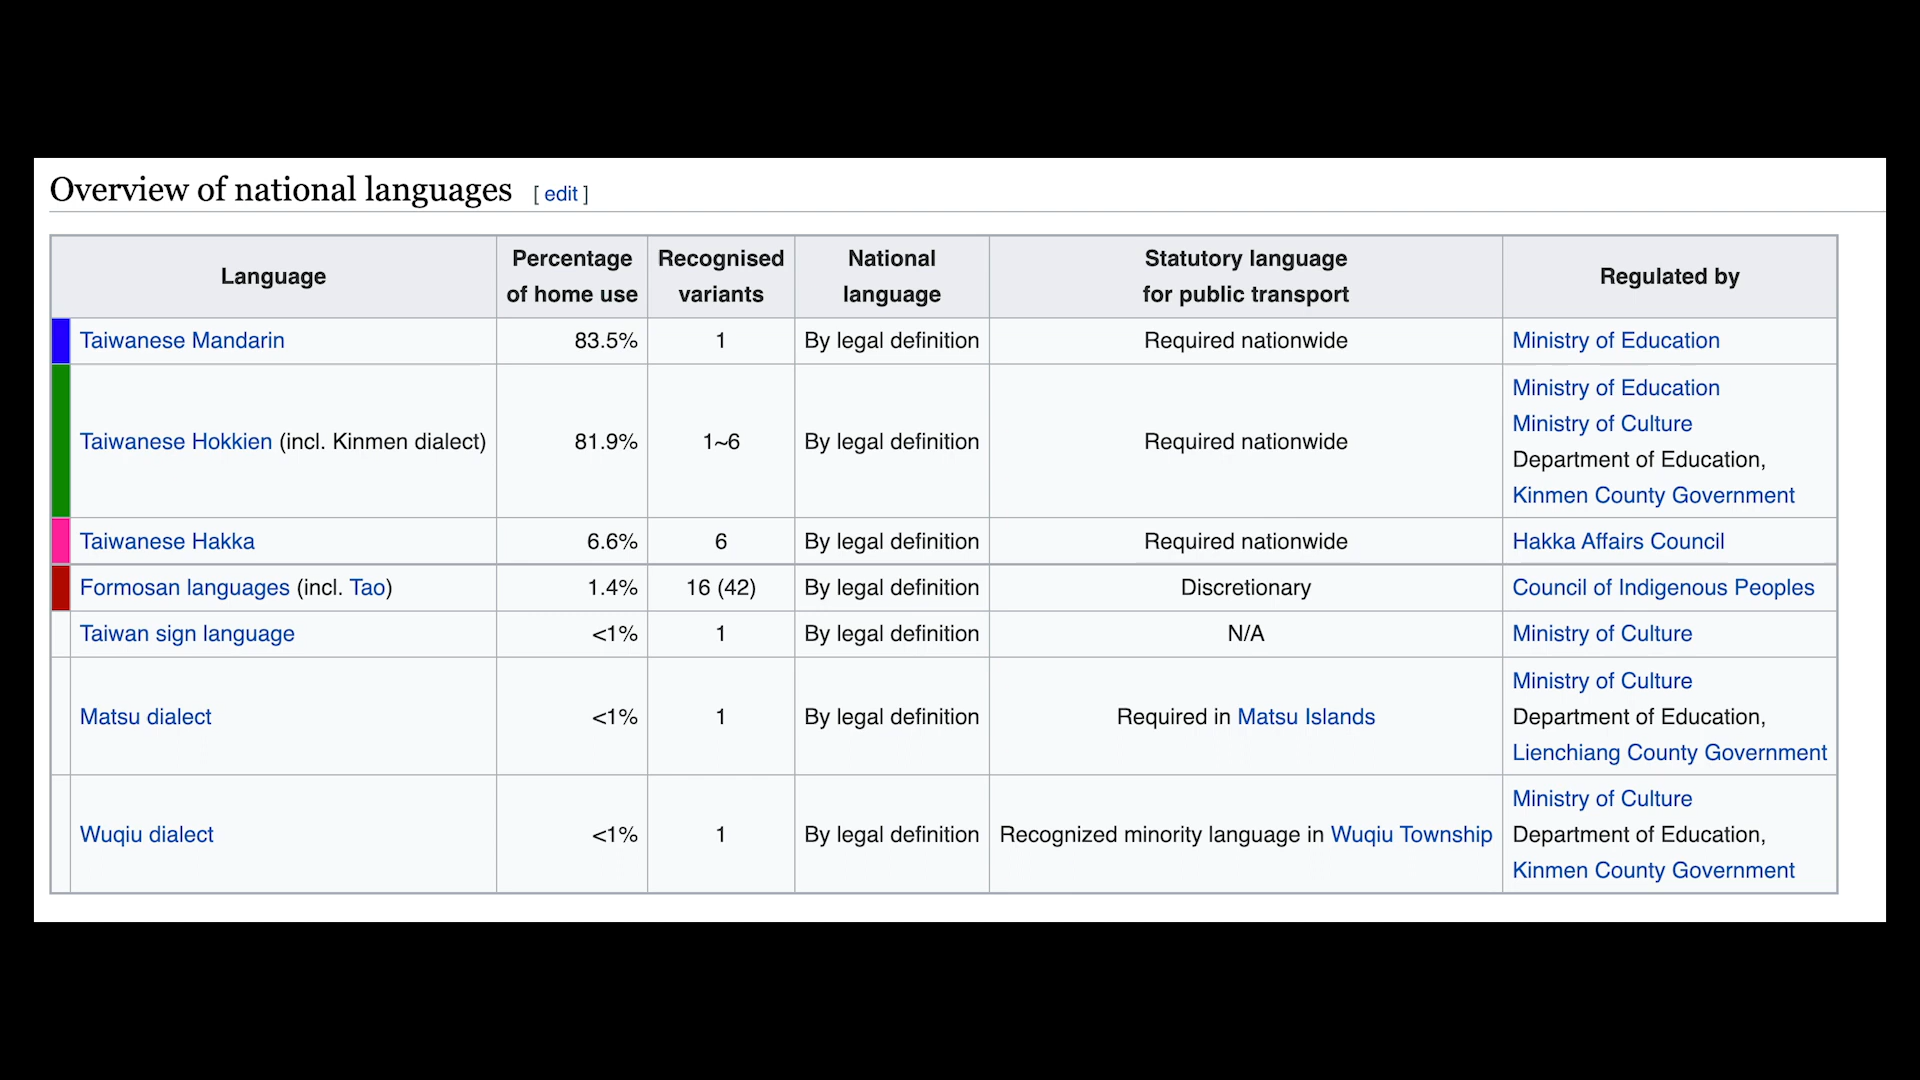 Overview of national languages [ edit ]
Language
Percentage
of home use
Recognised
variants
National
language
Statutory language
for public transport
Regulated by
Taiwanese Mandarin 83.5% 1 By legal definition Required nationwide Ministry of Education
Taiwanese Hokkien (incl. Kinmen dialect) 81.9% 1~6 By legal definition Required nationwide
Ministry of Education
Ministry of Culture
Department of Education,
Kinmen County Government
Taiwanese Hakka 6.6% 6 By legal definition Required nationwide Hakka Affairs Council
Formosan languages (incl. Tao) 1.4% 16 (42) By legal definition Discretionary Council of Indigenous Peoples
Taiwan sign language <1% 1 By legal definition N/A Ministry of Culture
Matsu dialect <1% 1 By legal definition Required in Matsu Islands
Ministry of Culture
Department of Education,
Lienchiang County Government
Wuqiu dialect <1% 1 By legal definition Recognized minority language in Wuqiu Township
Ministry of Culture
Department of Education,
Kinmen County Government